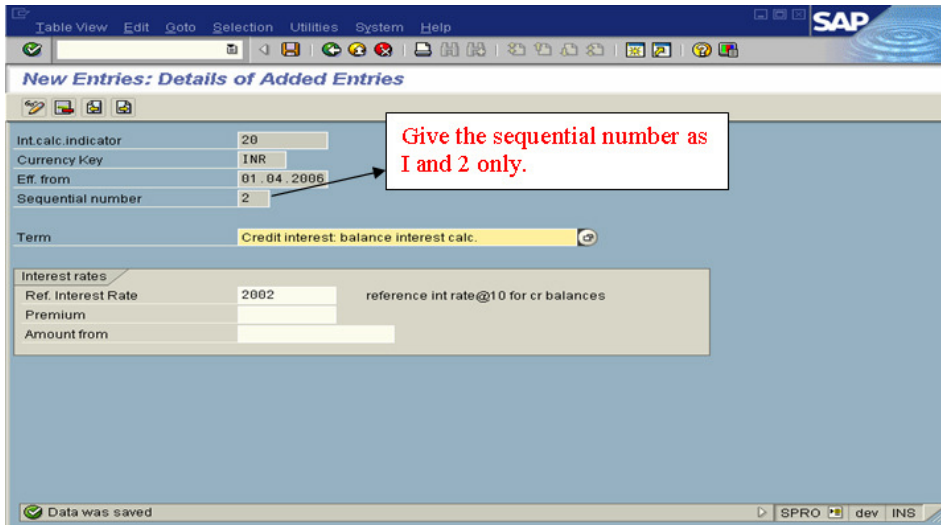 Table View Edit Goto Selection Utilities System Help
SAP
New Entries: Details of Added Entries
Int.calc.indicator 20
Currency Key INR
Eff. from 01.04.2006
Sequential number 2
Give the sequential number as
I and 2 only.
Term Credit interest: balance interest calc.
Interest rates
Ref. Interest Rate 2002 reference int rate@10 for cr balances
Premium
Amount from
Data was saved SPRO dev INS